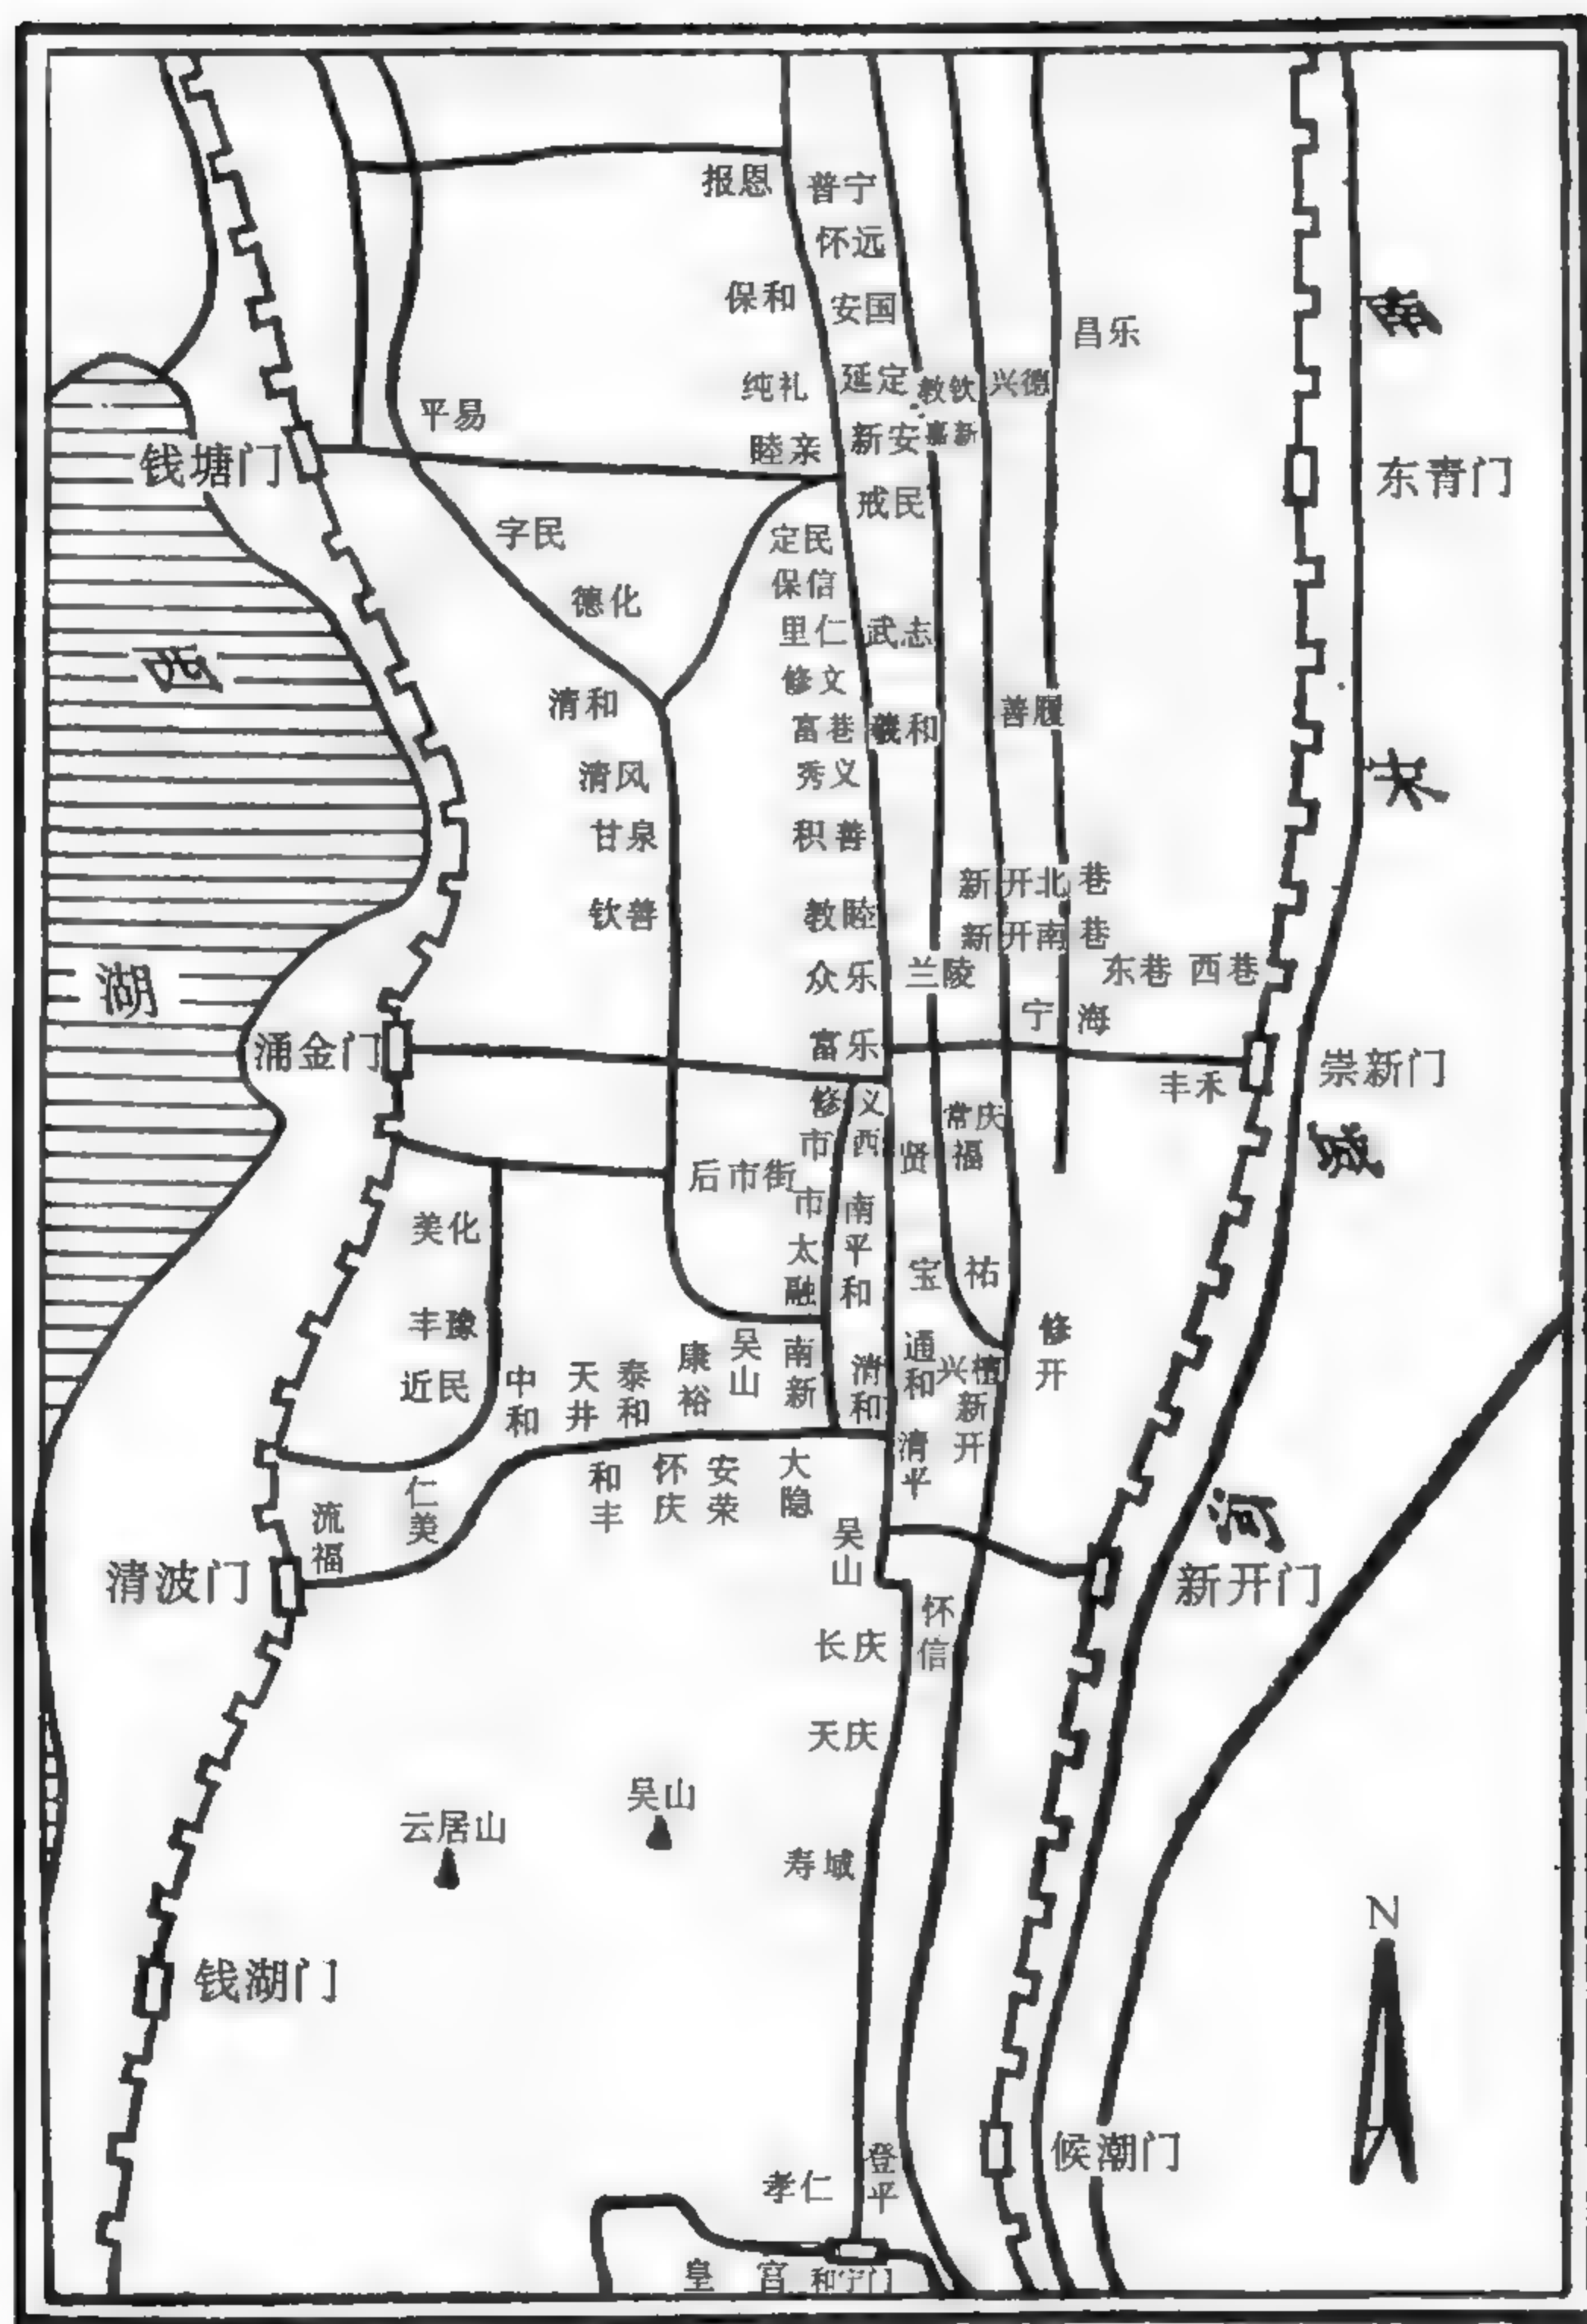 报恩 普宁
怀远
保和 安国
昌乐
南
纯礼 延定 教钦 兴德
平易
睦亲 新安 嘉新
钱塘门
东青门
戒民
字民
定民
保信
德化
里仁 武志
西
修文
清和
善履
富巷 羲和
清风
秀义
宋
甘泉
积善
新开北巷
钦善
教睦
新开南巷
众乐 兰陵
东巷 西巷
湖
宁海
涌金门
富乐
崇新门
丰禾
修义
常庆
市西
贤福
城
后市街
市南
美化
太平
宝祐
融和
丰豫
近民
中和
天井
泰和
康裕
吴山
南新
清和
通和
兴植
新开
修开
清平
仁美
和丰
怀庆
安荣
大隐
流福
河
吴山
清波门
新开门
怀信
长庆
天庆
吴山
云居山
寿域
N
钱湖门
候潮门
登平
孝仁
皇宫 和宁门